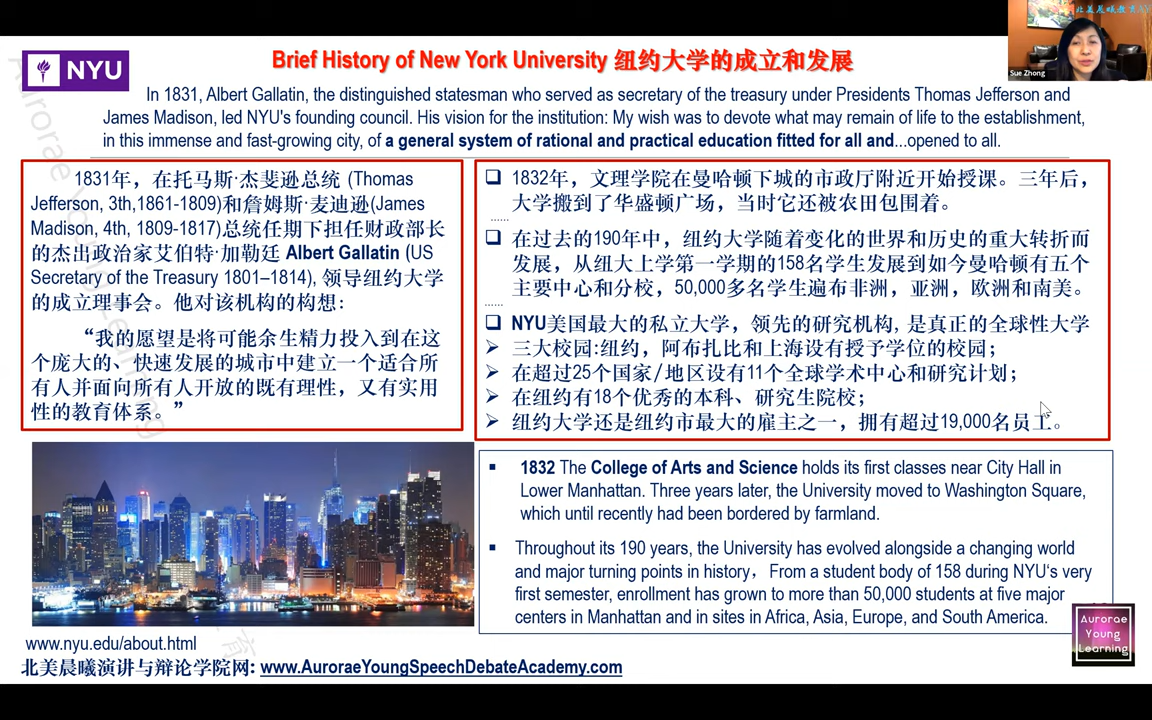 北美晨曦教育
Sue Zhong
NYU
Brief History of New York University 纽约大学的成立和发展
In 1831, Albert Gallatin, the distinguished statesman who served as secretary of the treasury under Presidents Thomas Jefferson and
James Madison, led NYU's founding council. His vision for the institution: My wish was to devote what may remain of life to the establishment,
in this immense and fast-growing city, of a general system of rational and practical education fitted for all and...opened to all.
1831年，在托马斯·杰斐逊总统 (Thomas
Jefferson, 3th,1861-1809)和詹姆斯·麦迪逊(James
Madison, 4th, 1809-1817)总统任期下担任财政部长
的杰出政治家艾伯特·加勒廷 Albert Gallatin (US
Secretary of the Treasury 1801–1814), 领导纽约大学
的成立理事会。他对该机构的构想:
“我的愿望是将可能余生精力投入到在这
个庞大的、快速发展的城市中建立一个适合所
有人并面向所有人开放的既有理性，又有实用
性的教育体系。”
❑ 1832年，文理学院在曼哈顿下城的市政厅附近开始授课。三年后，
大学搬到了华盛顿广场，当时它还被农田包围着。
......
❑ 在过去的190年中，纽约大学随着变化的世界和历史的重大转折而
发展，从纽大上学第一学期的158名学生发展到如今曼哈顿有五个
主要中心和分校，50,000多名学生遍布非洲，亚洲，欧洲和南美。
......
❑ NYU美国最大的私立大学，领先的研究机构, 是真正的全球性大学
➢ 三大校园:纽约，阿布扎比和上海设有授予学位的校园；
➢ 在超过25个国家/地区设有11个全球学术中心和研究计划；
➢ 在纽约有18个优秀的本科、研究生院校；
➢ 纽约大学还是纽约市最大的雇主之一，拥有超过19,000名员工。
▪ 1832 The College of Arts and Science holds its first classes near City Hall in
Lower Manhattan. Three years later, the University moved to Washington Square,
which until recently had been bordered by farmland.
▪ Throughout its 190 years, the University has evolved alongside a changing world
and major turning points in history，From a student body of 158 during NYU's very
first semester, enrollment has grown to more than 50,000 students at five major
centers in Manhattan and in sites in Africa, Asia, Europe, and South America.
Aurorae
Young
Learning
www.nyu.edu/about.html
北美晨曦演讲与辩论学院网: www.AuroraeYoungSpeechDebateAcademy.com